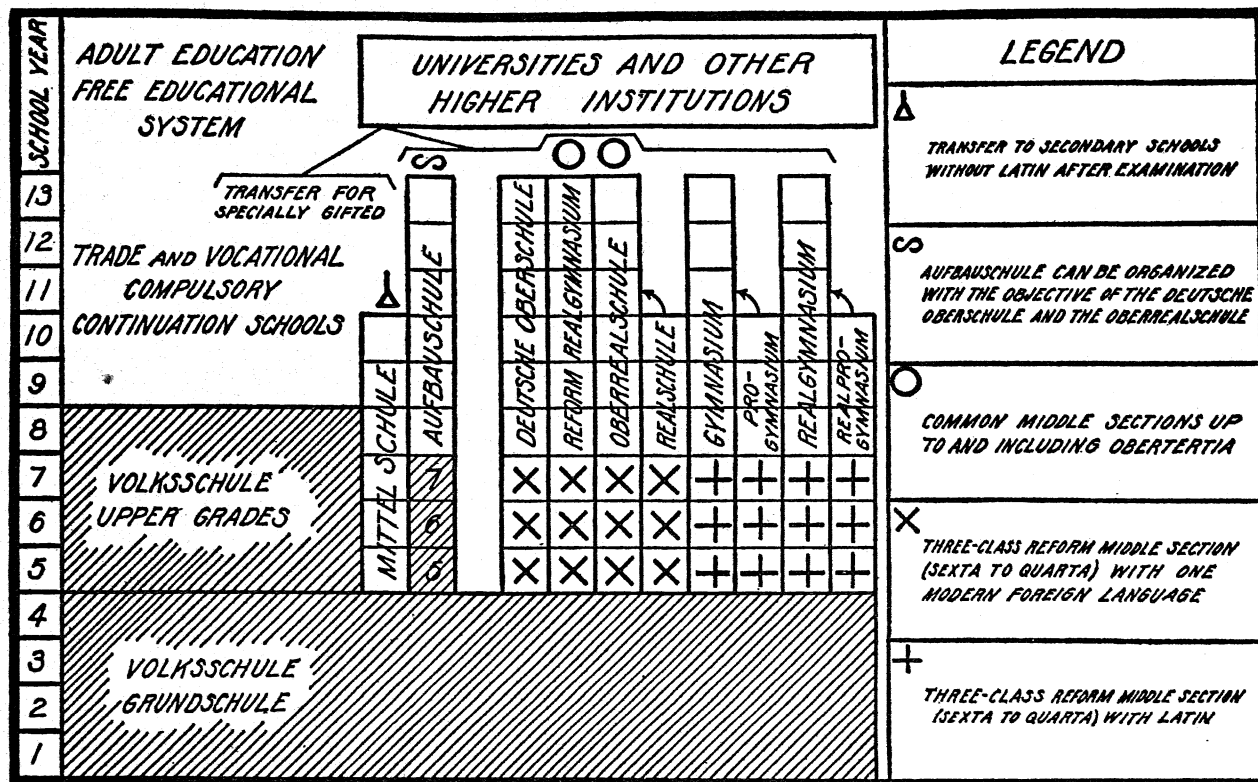 SCHOOL YEAR
13
12
11
10
9
8
7
6
5
4
3
2
1
ADULT EDUCATION
FREE EDUCATIONAL
SYSTEM
UNIVERSITIES AND OTHER
HIGHER INSTITUTIONS
TRANSFER FOR
SPECIALLY GIFTED
TRADE AND VOCATIONAL
COMPULSORY
CONTINUATION SCHOOLS
VOLKSSCHULE
UPPER GRADES
VOLKSSCHULE
GRUNDSCHULE
MITTEL SCHULE
S
AUFBAUSCHULE
7
6
5
DEUTSCHE OBERSCHULE
REFORM REALGYMNASIUM
OBERREALSCHULE
REALSCHULE
GYMNASIUM
PRO-
GYMNASIUM
REALGYMNASIUM
REALPRO-
GYMNASIUM
LEGEND
TRANSFER TO SECONDARY SCHOOLS
WITHOUT LATIN AFTER EXAMINATION
S
AUFBAUSCHULE CAN BE ORGANIZED
WITH THE OBJECTIVE OF THE DEUTSCHE
OBERSCHULE AND THE OBERREALSCHULE
COMMON MIDDLE SECTIONS UP
TO AND INCLUDING OBERTERTIA
THREE-CLASS REFORM MIDDLE SECTION
(SEXTA TO QUARTA) WITH ONE
MODERN FOREIGN LANGUAGE
THREE-CLASS REFORM MIDDLE SECTION
(SEXTA TO QUARTA) WITH LATIN